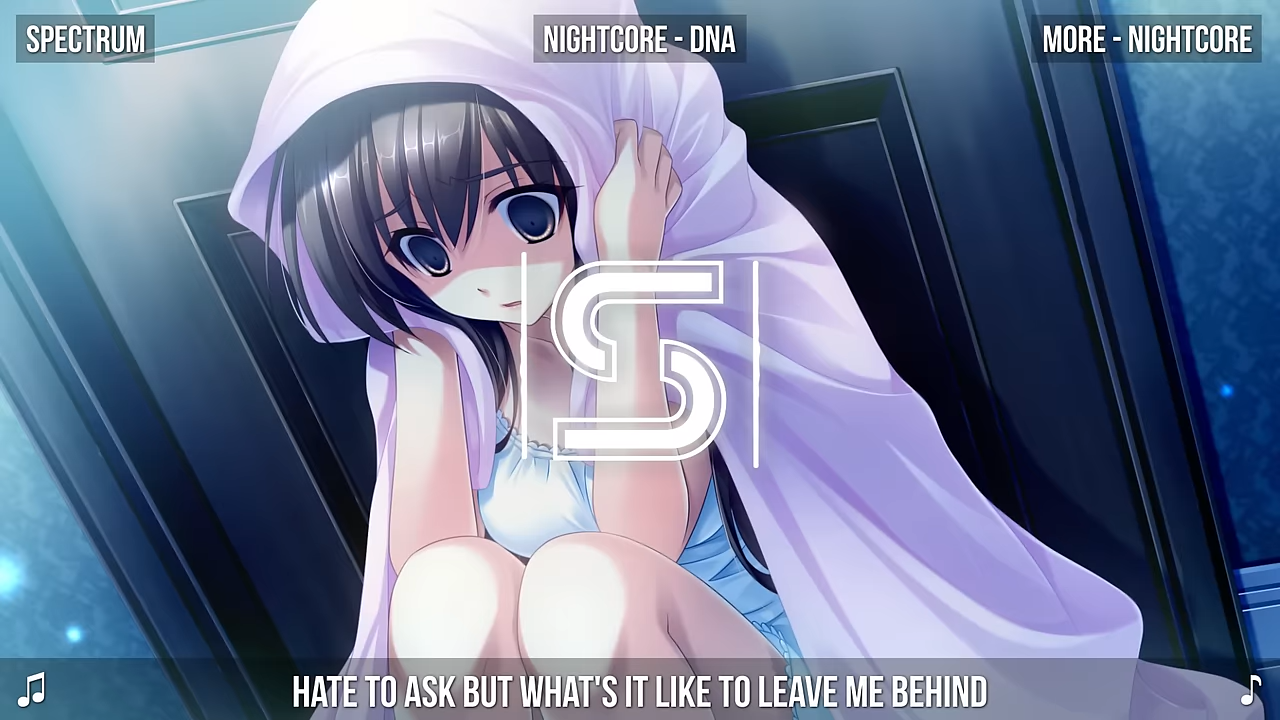 SPECTRUM
NIGHTCORE - DNA
MORE - NIGHTCORE
S
HATE TO ASK BUT WHAT'S IT LIKE TO LEAVE ME BEHIND